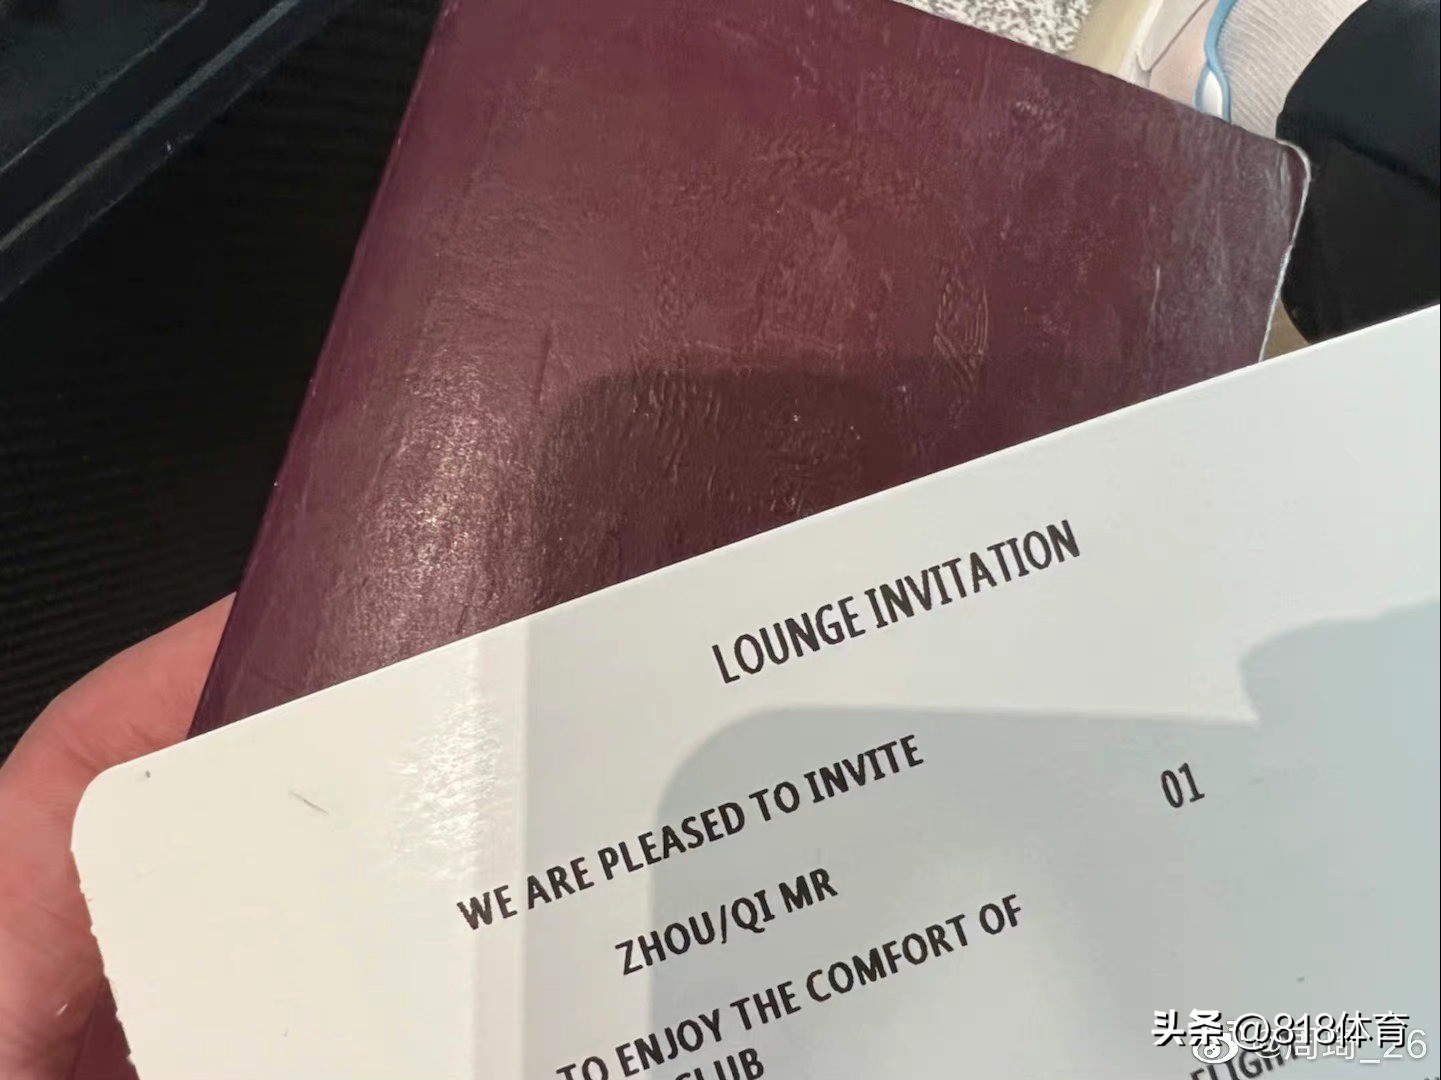 LOUNGE INVITATION
WE ARE PLEASED TO INVITE 01
ZHOU/QI MR
TO ENJOY THE COMFORT OF
CLUB
头条 @818体育